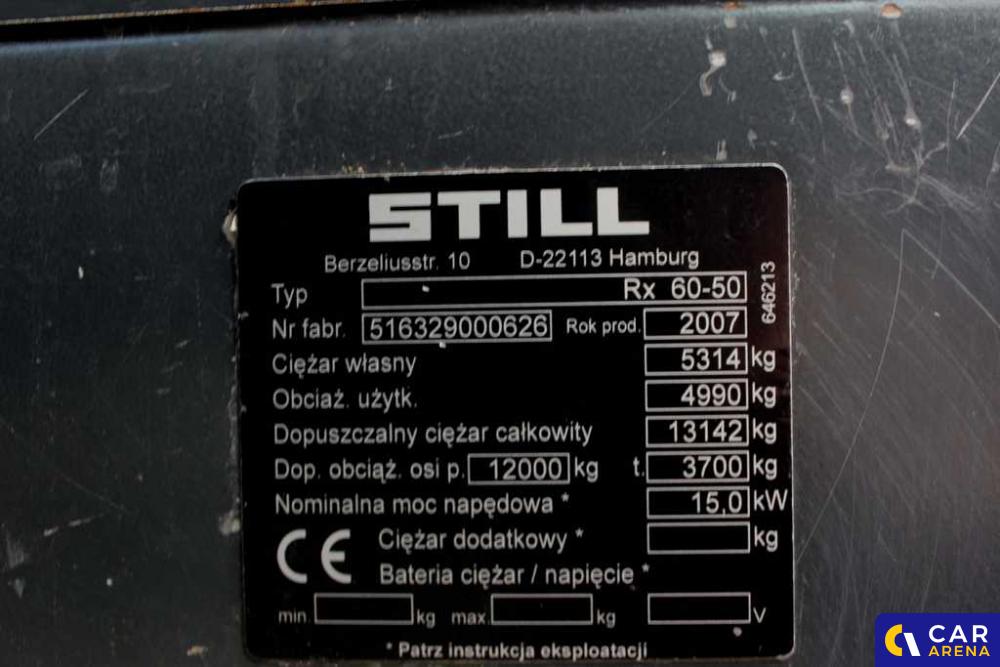 STILL
Berzeliusstr. 10 D-22113 Hamburg
Typ Rx 60-50
646213
Nr fabr. 516329000626 Rok prod. 2007
Ciężar własny 5314 kg
Obciaż. użytk. 4990 kg
Dopuszczalny ciężar całkowity 13142 kg
Dop. obciąż. osi p. 12000 kg t. 3700 kg
Nominalna moc napędowa * 15,0 kW
CE Ciężar dodatkowy * kg
Bateria ciężar / napięcie *
min. kg max. kg V
* Patrz instrukcja eksploatacji
CAR
ARENA